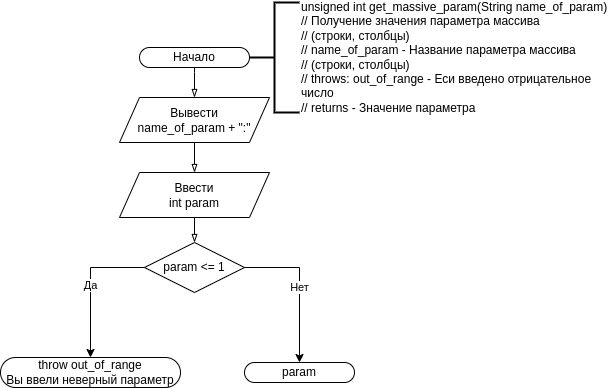 unsigned int get_massive_param(String name_of_param)
// Получение значения параметра массива
// (строки, столбцы)
// name_of_param - Название параметра массива
// (строки, столбцы)
// throws: out_of_range - Еси введено отрицательное
число
// returns - Значение параметра
Начало
Вывести
name_of_param + ":"
Ввести
int param
param <= 1
Да
Нет
throw out_of_range
Вы ввели неверный параметр
param